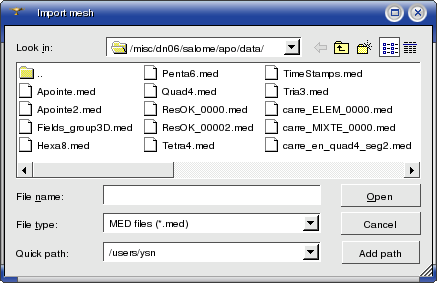 Import mesh
Look in: /misc/dn06/salome/apo/data/
.. Penta6.med TimeStamps.med
Apointe.med Quad4.med Tria3.med
Apointe2.med ResOK_0000.med carre_ELEM_0000.med
Fields_group3D.med ResOK_00002.med carre_MIXTE_0000.med
Hexa8.med Tetra4.med carre_en_quad4_seg2.med
File name: Open
File type: MED files (*.med) Cancel
Quick path: /users/ysn Add path